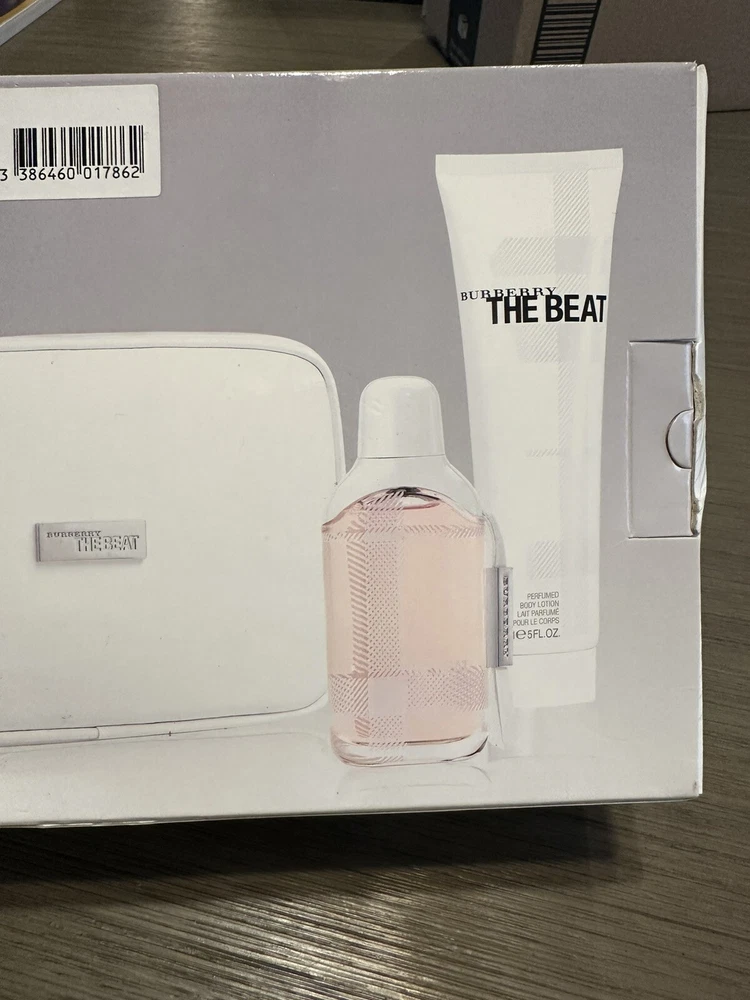 3 386460 017862
BURBERRY
THE BEAT
BURBERRY
THE BEAT
BURBERRY
PERFUMED
BODY LOTION
LAIT PARFUMÉ
POUR LE CORPS
℮5FL.OZ.